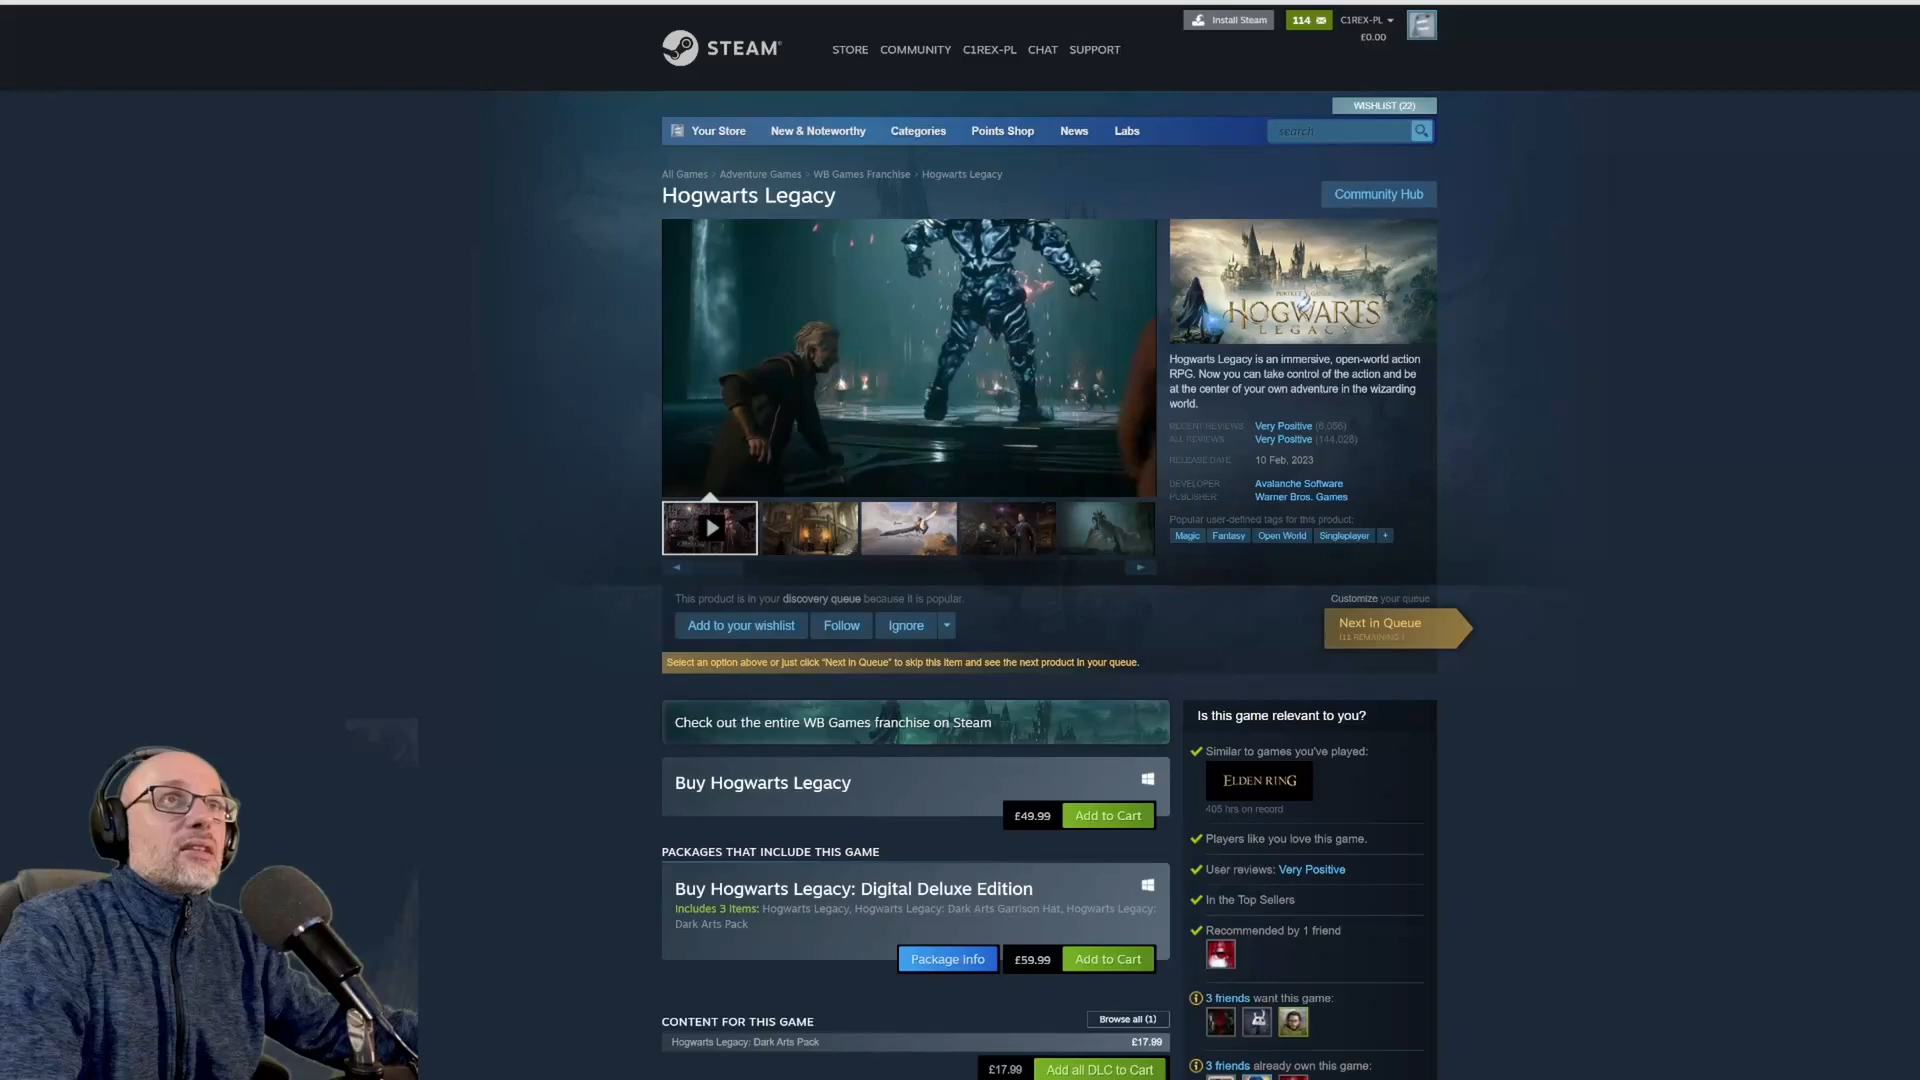 Install Steam
114
C1REX-PL
£0.00
STEAM
STORE COMMUNITY C1REX-PL CHAT SUPPORT
WISHLIST (22)
Your Store New & Noteworthy Categories Points Shop News Labs
search
All Games > Adventure Games > WB Games Franchise > Hogwarts Legacy
Hogwarts Legacy
Community Hub
HOGWARTS
LEGACY
Hogwarts Legacy is an immersive, open-world action
RPG. Now you can take control of the action and be
at the center of your own adventure in the wizarding
world.
RECENT REVIEWS: Very Positive (6,056)
ALL REVIEWS: Very Positive (144,028)
RELEASE DATE: 10 Feb, 2023
DEVELOPER: Avalanche Software
PUBLISHER: Warner Bros. Games
Popular user-defined tags for this product:
Magic Fantasy Open World Singleplayer +
This product is in your discovery queue because it is popular.
Customize your queue
Add to your wishlist Follow Ignore
Next in Queue
(11 REMAINING )
Select an option above or just click "Next in Queue" to skip this item and see the next product in your queue.
Check out the entire WB Games franchise on Steam
Buy Hogwarts Legacy
£49.99 Add to Cart
PACKAGES THAT INCLUDE THIS GAME
Buy Hogwarts Legacy: Digital Deluxe Edition
Includes 3 items: Hogwarts Legacy, Hogwarts Legacy: Dark Arts Garrison Hat, Hogwarts Legacy:
Dark Arts Pack
Package info £59.99 Add to Cart
CONTENT FOR THIS GAME
Browse all (1)
Hogwarts Legacy: Dark Arts Pack £17.99
£17.99 Add all DLC to Cart
Is this game relevant to you?
Similar to games you've played:
ELDEN RING
405 hrs on record
Players like you love this game.
User reviews: Very Positive
In the Top Sellers
Recommended by 1 friend
3 friends want this game:
3 friends already own this game: